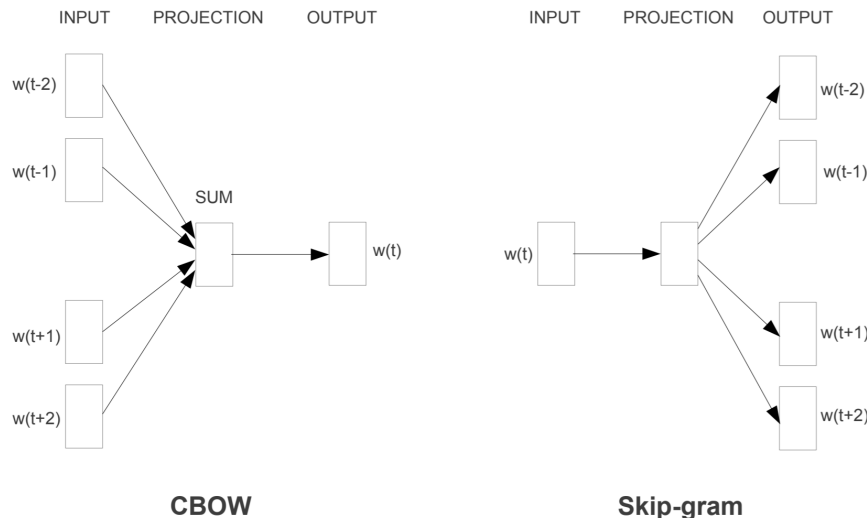 INPUT PROJECTION OUTPUT
w(t-2)
w(t-1)
SUM
w(t)
w(t+1)
w(t+2)
CBOW
INPUT PROJECTION OUTPUT
w(t-2)
w(t-1)
w(t)
w(t+1)
w(t+2)
Skip-gram